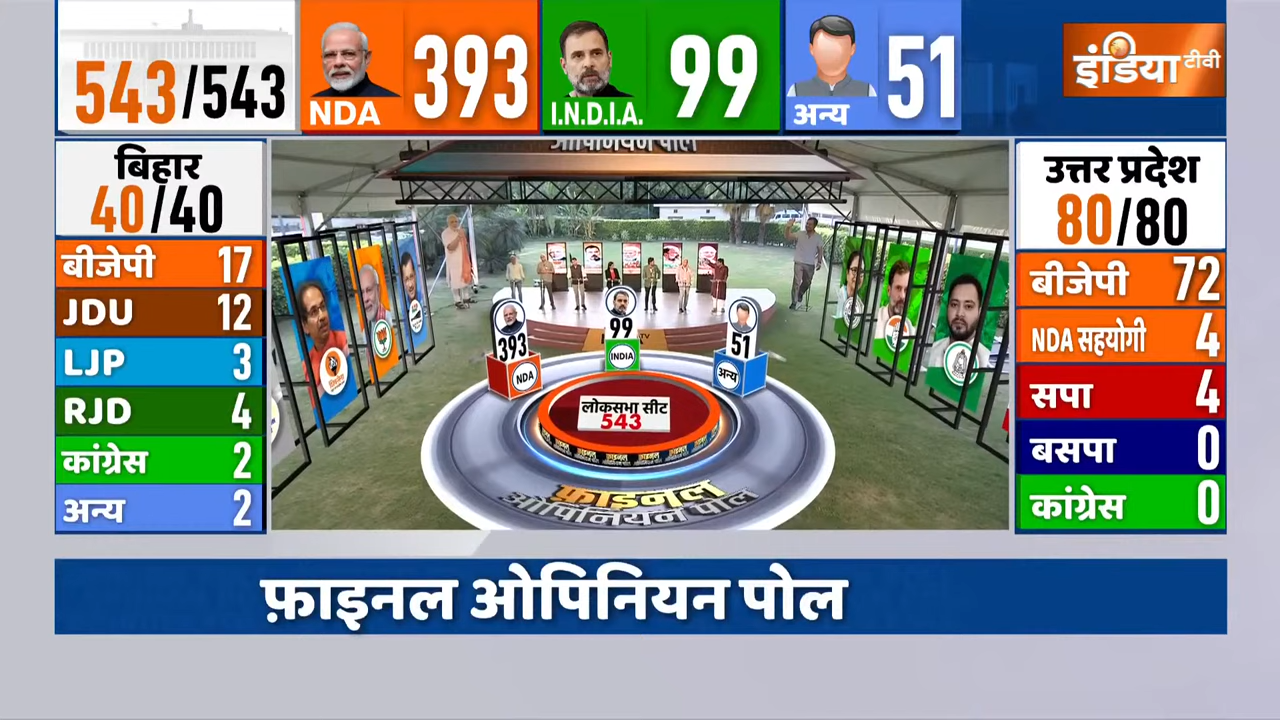 543/543
NDA
393
I.N.D.I.A.
99
अन्य
51
इंडिया टीवी
बिहार
40/40
बीजेपी 17
JDU 12
LJP 3
RJD 4
कांग्रेस 2
अन्य 2
ओपिनियन पोल
393
NDA
99
INDIA
51
अन्य
लोकसभा सीट
543
फ़ाइनल
ओपिनियन पोल
उत्तर प्रदेश
80/80
बीजेपी 72
NDA सहयोगी 4
सपा 4
बसपा 0
कांग्रेस 0
फ़ाइनल ओपिनियन पोल